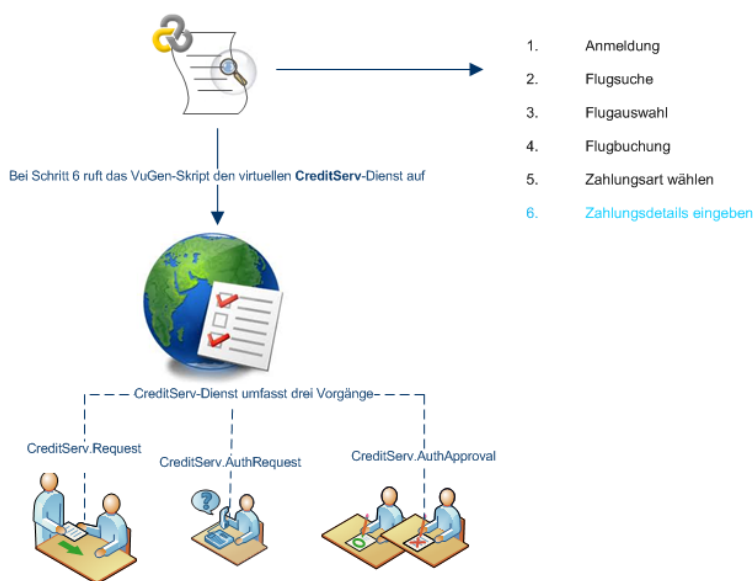 1. Anmeldung
2. Flugsuche
3. Flugauswahl
4. Flugbuchung
5. Zahlungsart wählen
6. Zahlungsdetails eingeben
Bei Schritt 6 ruft das VuGen-Skript den virtuellen CreditServ-Dienst auf
CreditServ-Dienst umfasst drei Vorgänge
CreditServ.Request
CreditServ.AuthRequest
CreditServ.AuthApproval